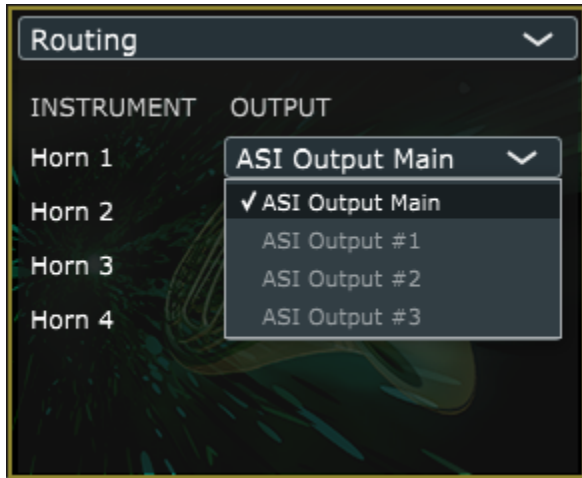 Routing
INSTRUMENT OUTPUT
Horn 1 ASI Output Main
Horn 2 ✓ ASI Output Main
ASI Output #1
Horn 3 ASI Output #2
Horn 4 ASI Output #3